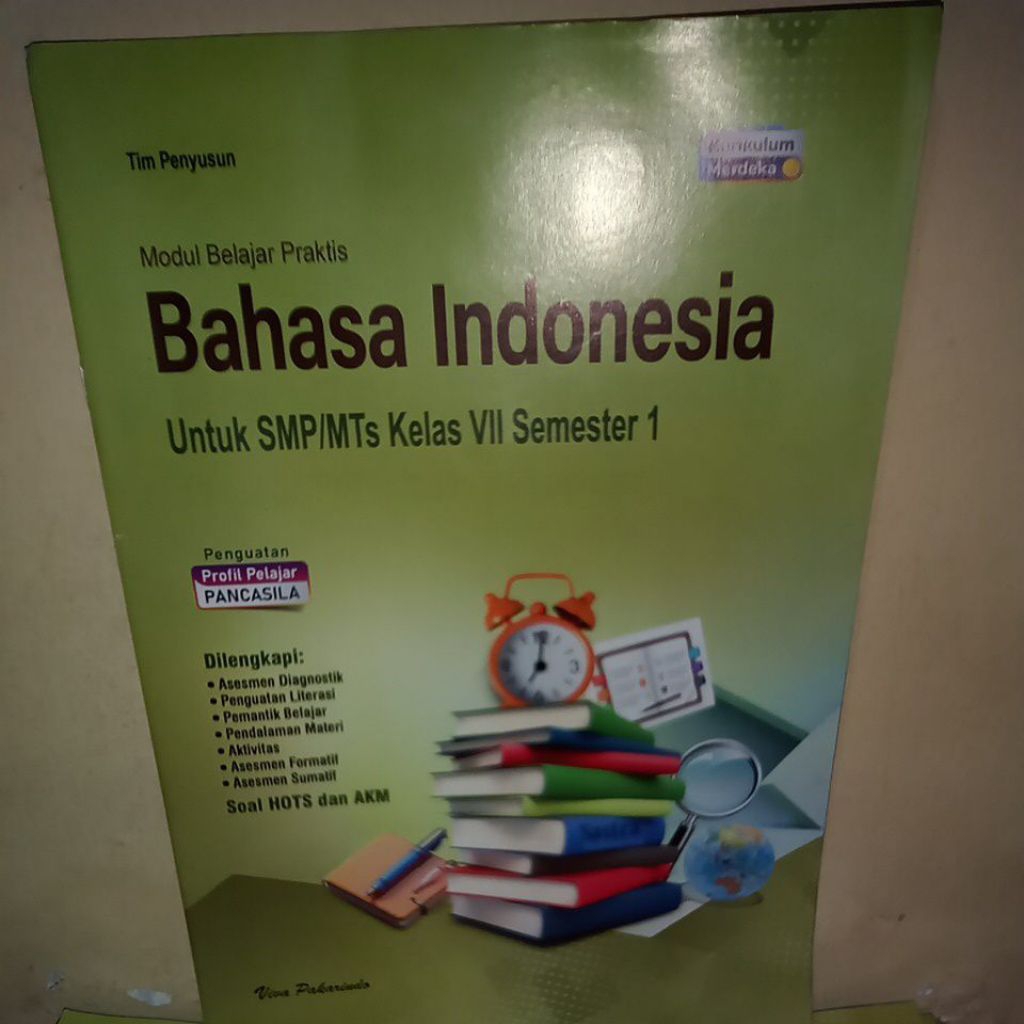 Tim Penyusun
Kurikulum
Merdeka
Modul Belajar Praktis
Bahasa Indonesia
Untuk SMP/MTs Kelas VII Semester 1
Penguatan
Profil Pelajar
PANCASILA
Dilengkapi:
• Asesmen Diagnostik
• Penguatan Literasi
• Pemantik Belajar
• Pendalaman Materi
• Aktivitas
• Asesmen Formatif
• Asesmen Sumatif
Soal HOTS dan AKM
Viva Pakarindo